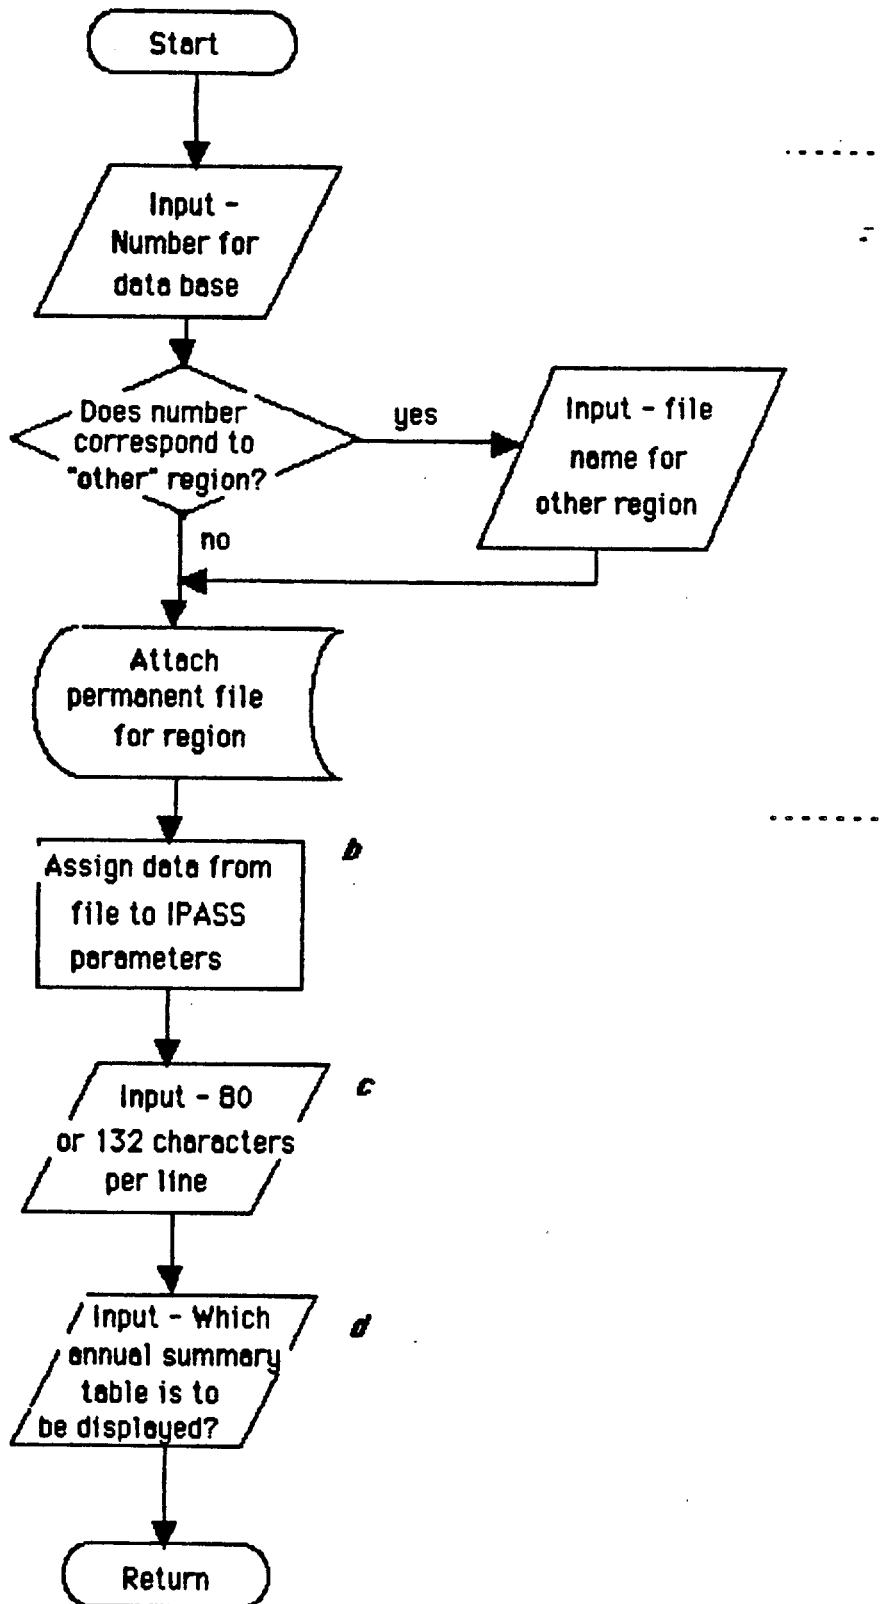 Start
Input -
Number for
data base
Does number
correspond to
"other" region?
yes
Input - file
name for
other region
no
Attach
permanent file
for region
b
Assign data from
file to IPASS
parameters
c
Input - 80
or 132 characters
per line
d
Input - Which
annual summary
table is to
be displayed?
Return